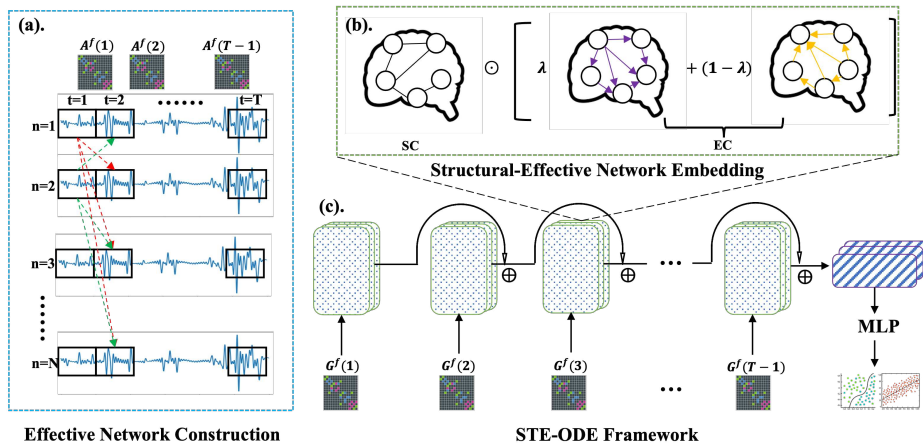 (a).
A^f(1) A^f(2) A^f(T−1)
t=1 t=2 t=T
n=1
n=2
n=3
n=N
Effective Network Construction
(b).
⊙ λ + (1 − λ)
SC EC
Structural-Effective Network Embedding
(c).
⊕ ⊕ ⊕
MLP
G^f(1) G^f(2) G^f(3) G^f(T−1)
STE-ODE Framework